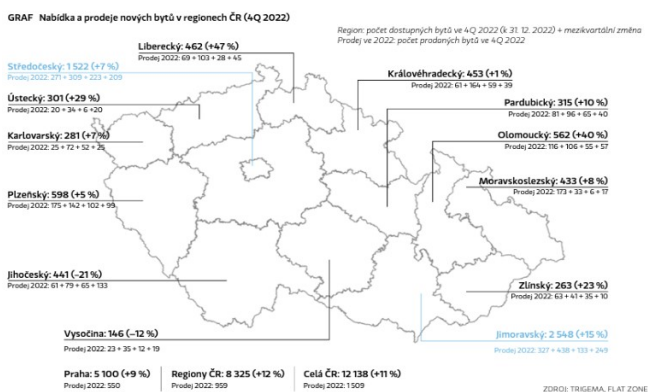 GRAF Nabídka a prodeje nových bytů v regionech ČR (4Q 2022)
Region: počet dostupných bytů ve 4Q 2022 (k 31. 12. 2022) + mezikvartální změna
Prodej ve 2022: počet prodaných bytů ve 4Q 2022
Liberecký: 462 (+47 %)
Prodej 2022: 69 + 103 + 28 + 45
Středočeský: 1 522 (+7 %)
Prodej 2022: 271 + 309 + 223 + 209
Královéhradecký: 453 (+1 %)
Prodej 2022: 61 + 164 + 59 + 39
Ústecký: 301 (+29 %)
Prodej 2022: 20 + 34 + 6 +20
Pardubický: 315 (+10 %)
Prodej 2022: 81 + 96 + 65 + 40
Karlovarský: 281 (+7 %)
Prodej 2022: 25 + 72 + 52 + 25
Olomoucký: 562 (+40 %)
Prodej 2022: 116 + 106 + 55 + 57
Moravskoslezský: 433 (+8 %)
Prodej 2022: 173 + 33 + 6 + 17
Plzeňský: 598 (+5 %)
Prodej 2022: 175 + 142 + 102 + 99
Jihočeský: 441 (–21 %)
Prodej 2022: 61 + 79 + 65 + 133
Zlínský: 263 (+23 %)
Prodej 2022: 63 + 41 + 35 + 10
Vysočina: 146 (–12 %)
Prodej 2022: 23 + 35 + 12 + 19
Jimoravský: 2 548 (+15 %)
Prodej 2022: 327 + 438 + 133 + 249
Praha: 5 100 (+9 %)
Prodej 2022: 550
Regiony ČR: 8 325 (+12 %)
Prodej 2022: 959
Celá ČR: 12 138 (+11 %)
Prodej 2022: 1 509
ZDROJ: TRIGEMA, FLAT ZONE